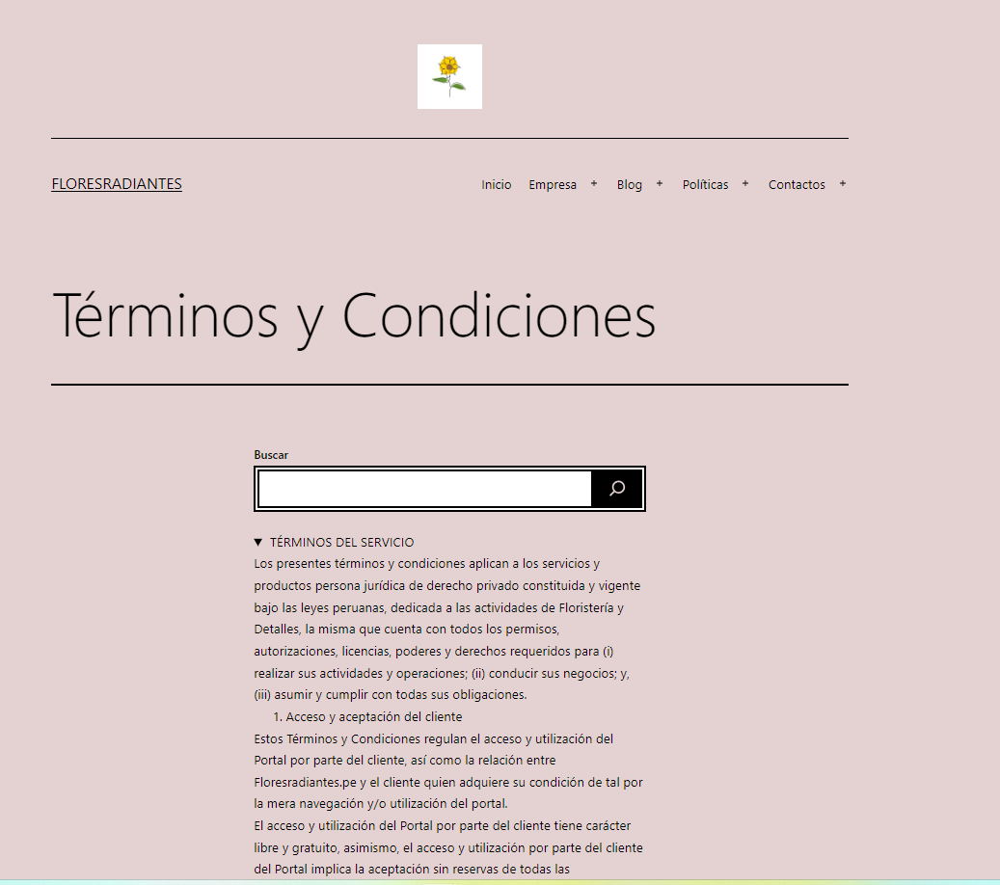 FLORESRADIANTES
Inicio Empresa + Blog + Políticas + Contactos +
Términos y Condiciones
Buscar
▼ TÉRMINOS DEL SERVICIO
Los presentes términos y condiciones aplican a los servicios y
productos persona jurídica de derecho privado constituida y vigente
bajo las leyes peruanas, dedicada a las actividades de Floristería y
Detalles, la misma que cuenta con todos los permisos,
autorizaciones, licencias, poderes y derechos requeridos para (i)
realizar sus actividades y operaciones; (ii) conducir sus negocios; y,
(iii) asumir y cumplir con todas sus obligaciones.
1. Acceso y aceptación del cliente
Estos Términos y Condiciones regulan el acceso y utilización del
Portal por parte del cliente, así como la relación entre
Floresradiantes.pe y el cliente quien adquiere su condición de tal por
la mera navegación y/o utilización del portal.
El acceso y utilización del Portal por parte del cliente tiene carácter
libre y gratuito, asimismo, el acceso y utilización por parte del cliente
del Portal implica la aceptación sin reservas de todas las